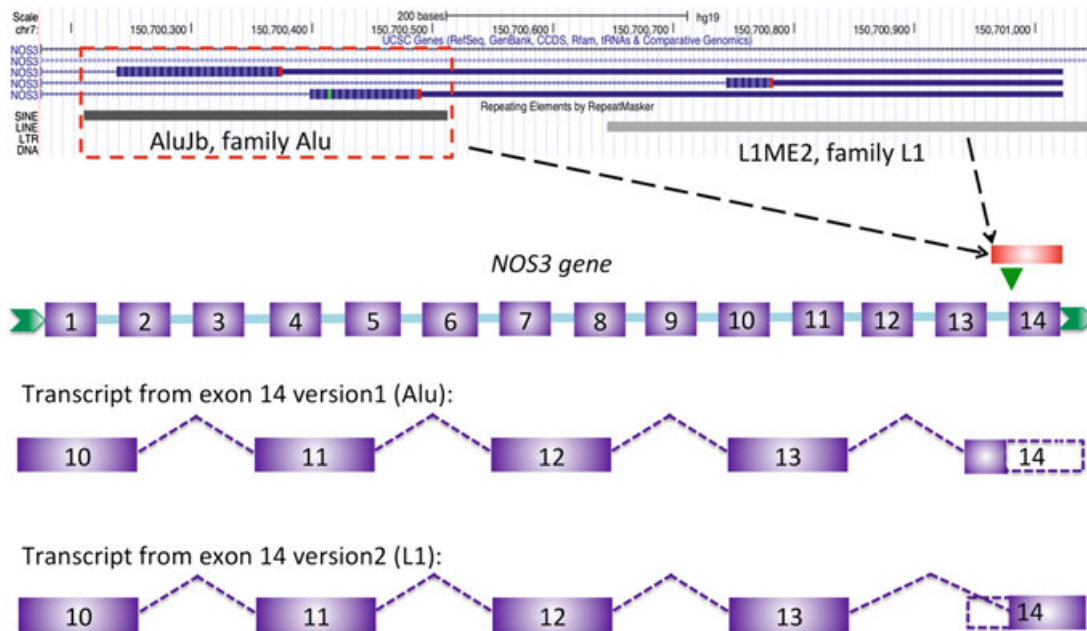 Scale 200 bases hg19
chr7: 150,700,300 150,700,400 150,700,500 150,700,600 150,700,700 150,700,800 150,700,900 150,701,000
UCSC Genes (RefSeq, GenBank, CCDS, Rfam, tRNAs & Comparative Genomics)
NOS3
NOS3
NOS3
NOS3
NOS3
Repeating Elements by RepeatMasker
SINE
LINE
LTR
DNA
AluJb, family Alu
L1ME2, family L1
NOS3 gene
1 2 3 4 5 6 7 8 9 10 11 12 13 14
Transcript from exon 14 version1 (Alu):
10 11 12 13 14
Transcript from exon 14 version2 (L1):
10 11 12 13 14